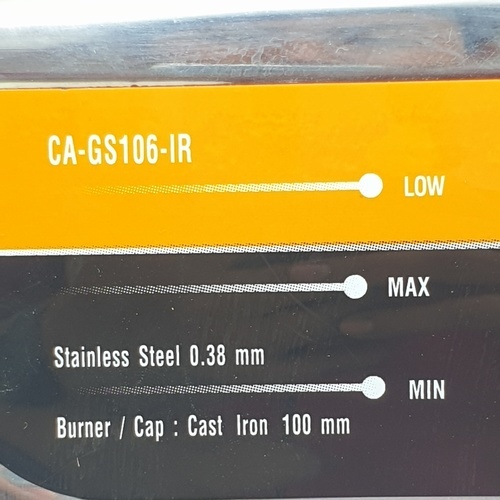 CA-GS106-IR
LOW
MAX
Stainless Steel 0.38 mm
MIN
Burner / Cap : Cast Iron 100 mm